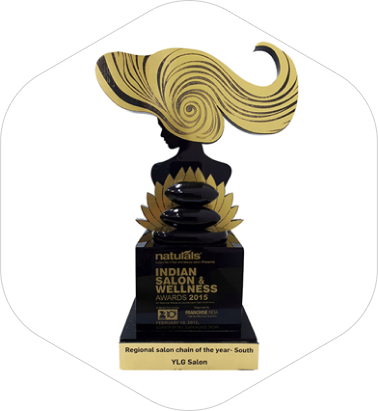 naturals
INDIAN
SALON &
WELLNESS
AWARDS 2015
FRANCHISE INDIA
Regional salon chain of the year- South
YLG Salon